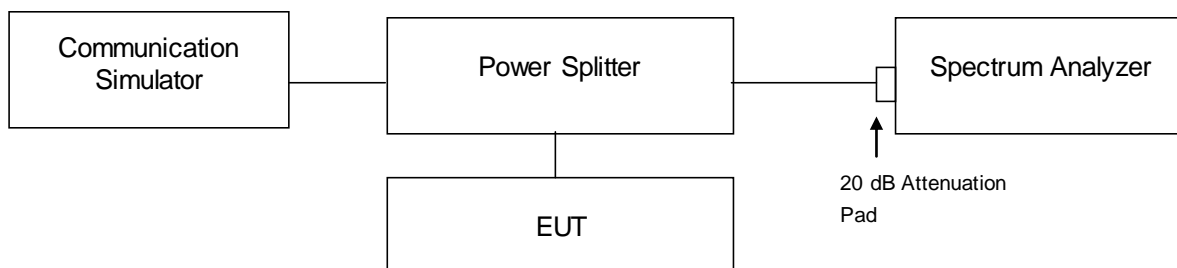 Communication
Simulator
Power Splitter
Spectrum Analyzer
20 dB Attenuation
Pad
EUT